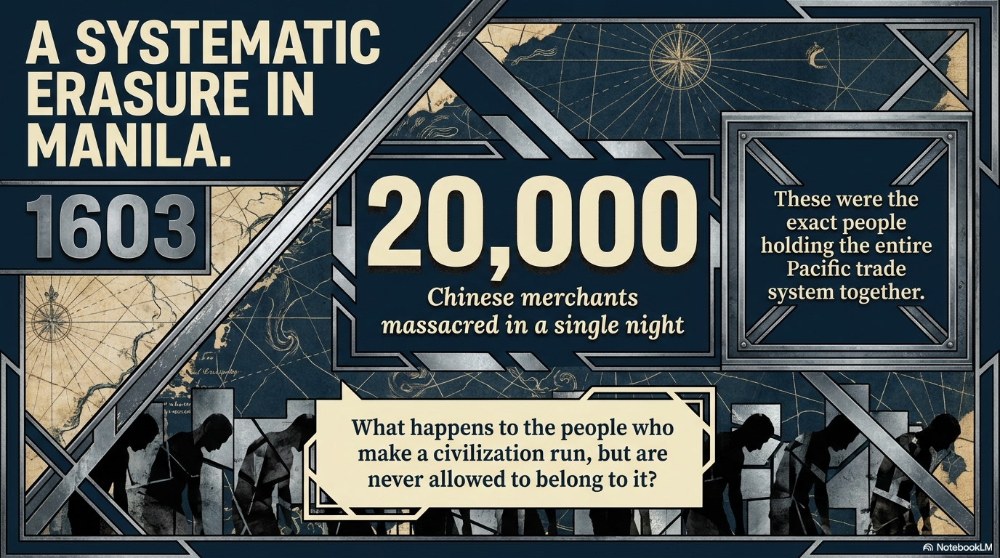 A SYSTEMATIC
ERASURE IN
MANILA.
1603
20,000
Chinese merchants
massacred in a single night
These were the
exact people
holding the entire
Pacific trade
system together.
What happens to the people who
make a civilization run, but are
never allowed to belong to it?
NotebookLM